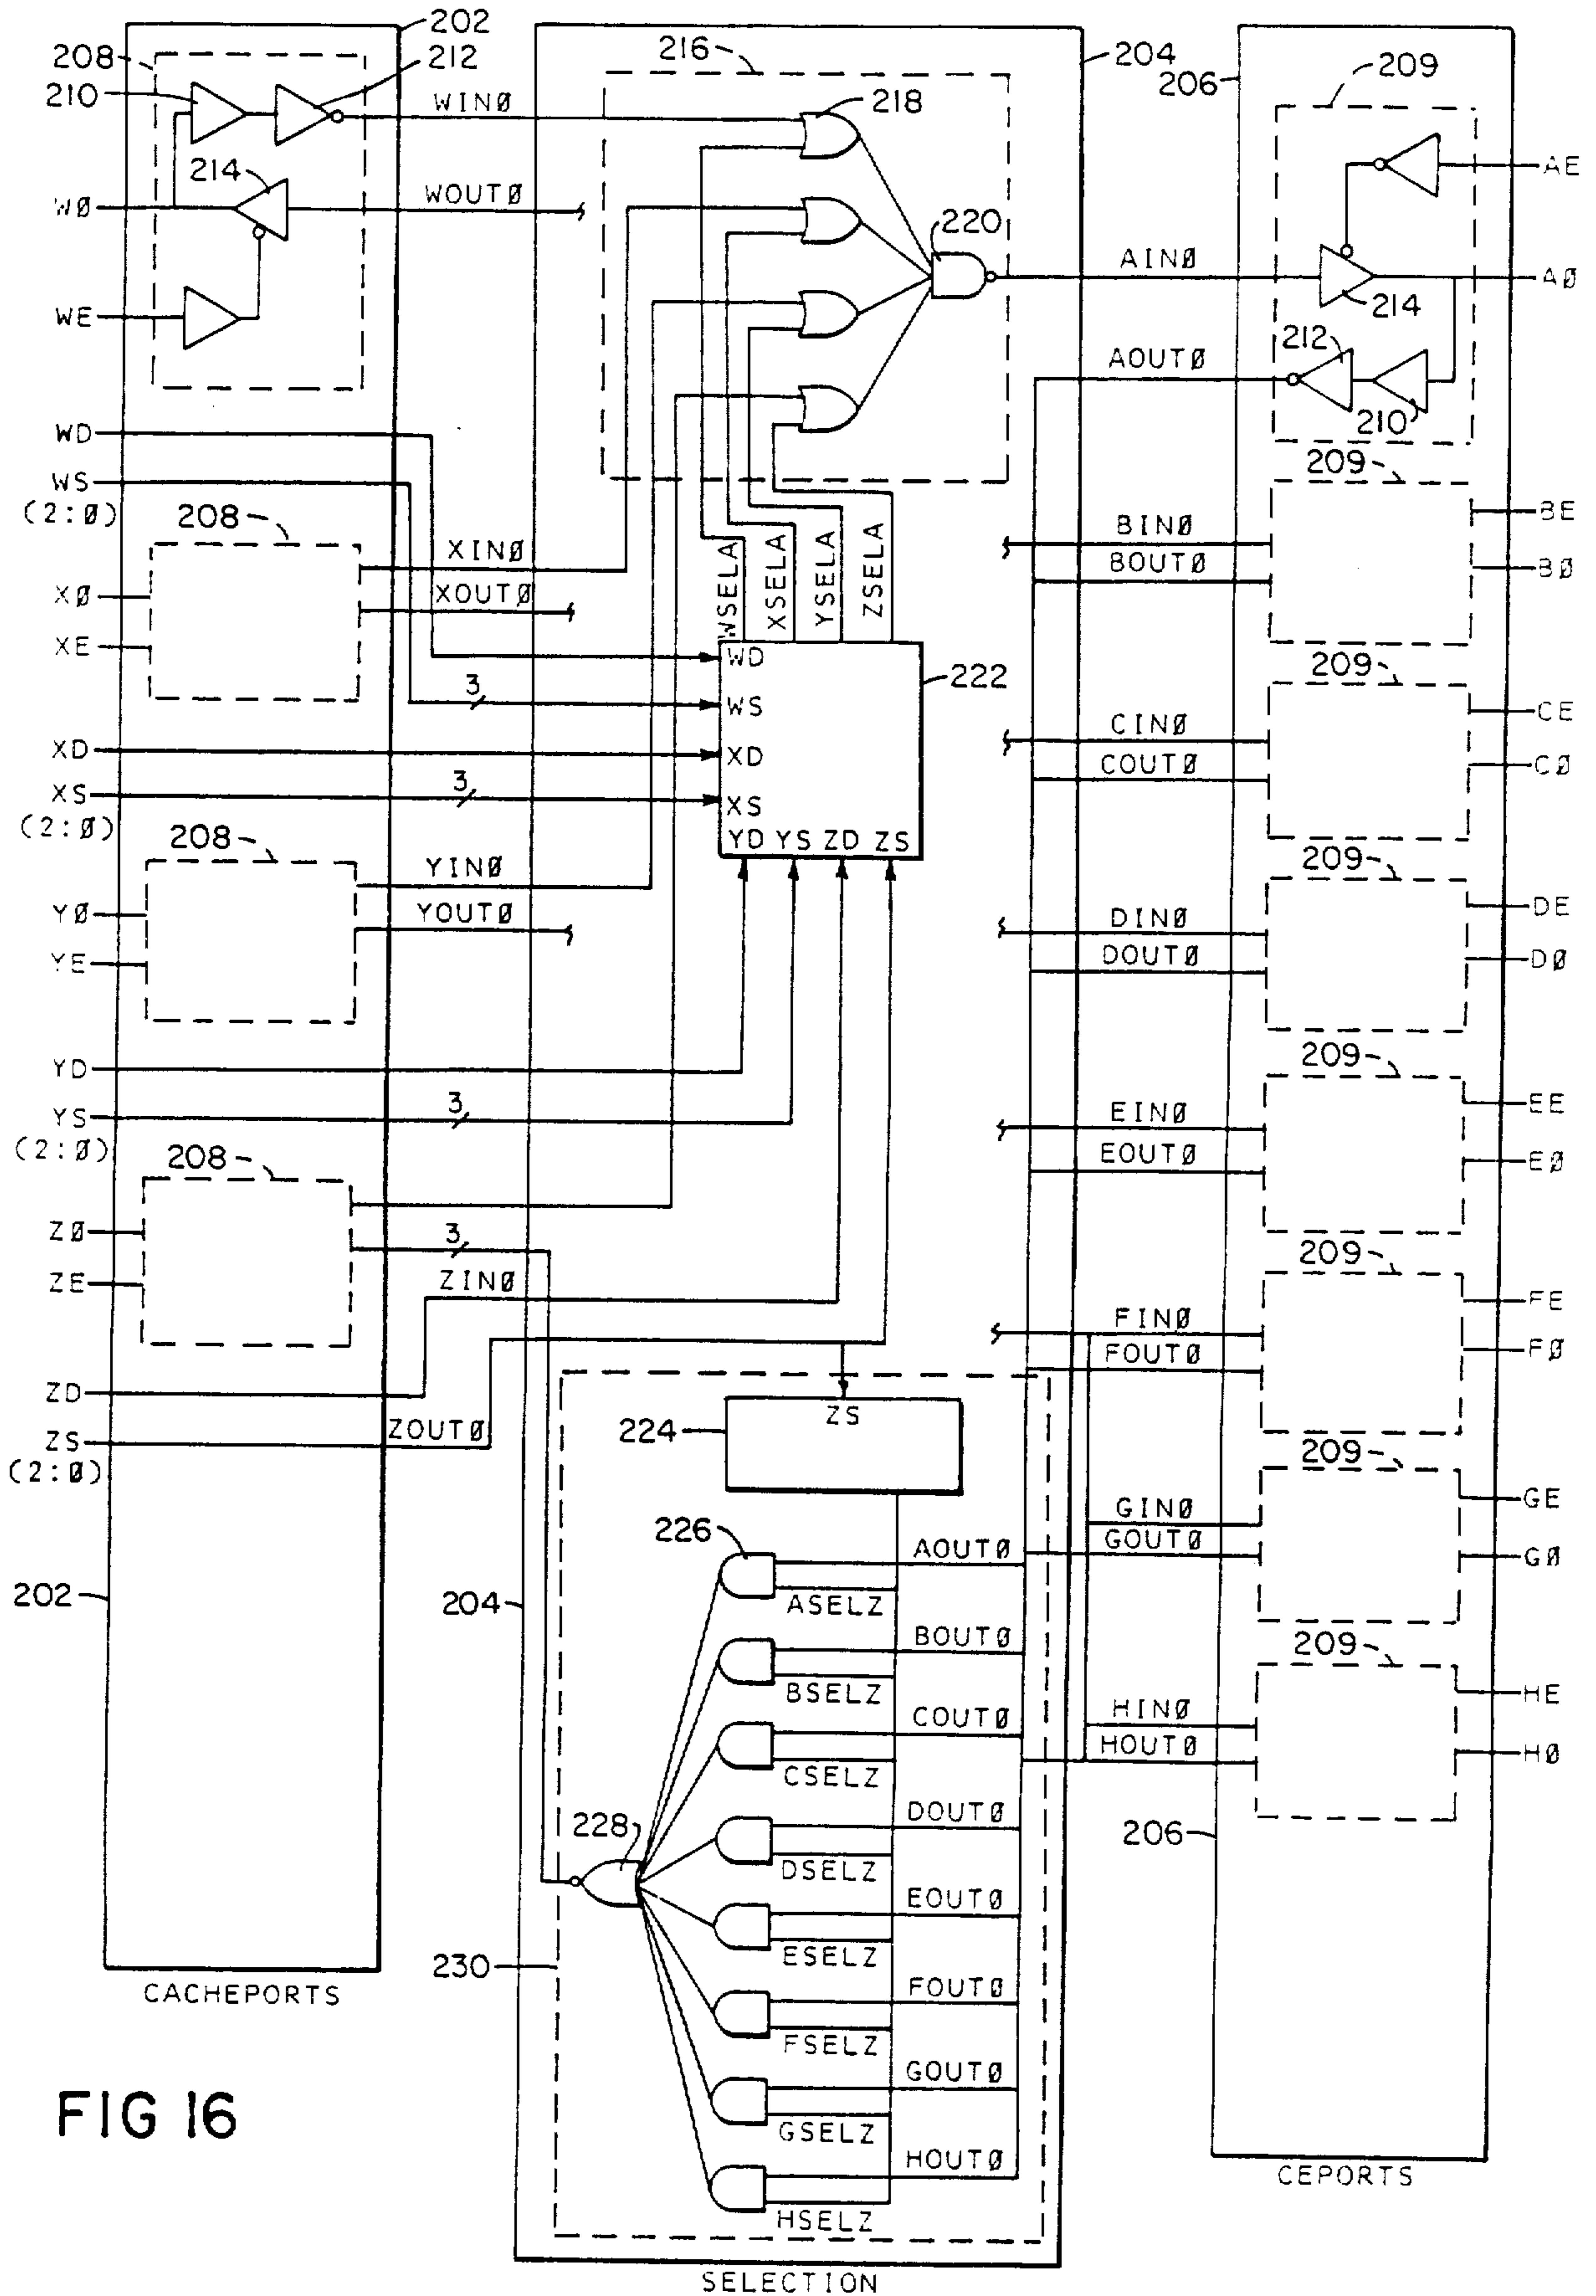 202
204
206
208
210
212
216
218
209
WINØ
AE
214
WØ
WOUTØ
220
AINØ
AØ
214
WE
212
AOUTØ
210
WD
WS
(2:Ø)
208
209
XINØ
BINØ
BE
XØ
XOUTØ
BOUTØ
BØ
WSELA
XSELA
YSELA
ZSELA
XE
WD
222
209
3
WS
CE
CINØ
XD
XD
COUTØ
CØ
XS
3
XS
(2:Ø)
208
YD YS ZD ZS
209
YINØ
DE
YØ
YOUTØ
DINØ
YE
DOUTØ
DØ
209
YD
EE
YS
3
EINØ
(2:Ø)
208
EOUTØ
EØ
ZØ
3
209
ZE
ZINØ
FE
FINØ
FOUTØ
FØ
ZD
ZS
224
ZS
ZOUTØ
(2:Ø)
209
GE
226
GINØ
AOUTØ
GOUTØ
GØ
202
204
ASELZ
BOUTØ
209
BSELZ
HE
COUTØ
HINØ
HOUTØ
HØ
CSELZ
DOUTØ
228
206
DSELZ
EOUTØ
230
ESELZ
CACHEPORTS
FOUTØ
FSELZ
GOUTØ
FIG 16
GSELZ
HOUTØ
CEPORTS
HSELZ
SELECTION